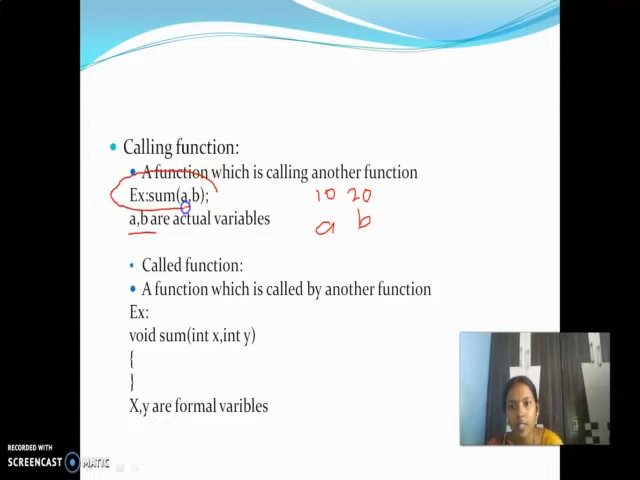 Calling function:
A function which is calling another function
Ex:sum(a,b);
10 20
a,b are actual variables
a b
Called function:
A function which is called by another function
Ex:
void sum(int x,int y)
{
}
X,y are formal varibles
RECORDED WITH
SCREENCAST MATIC